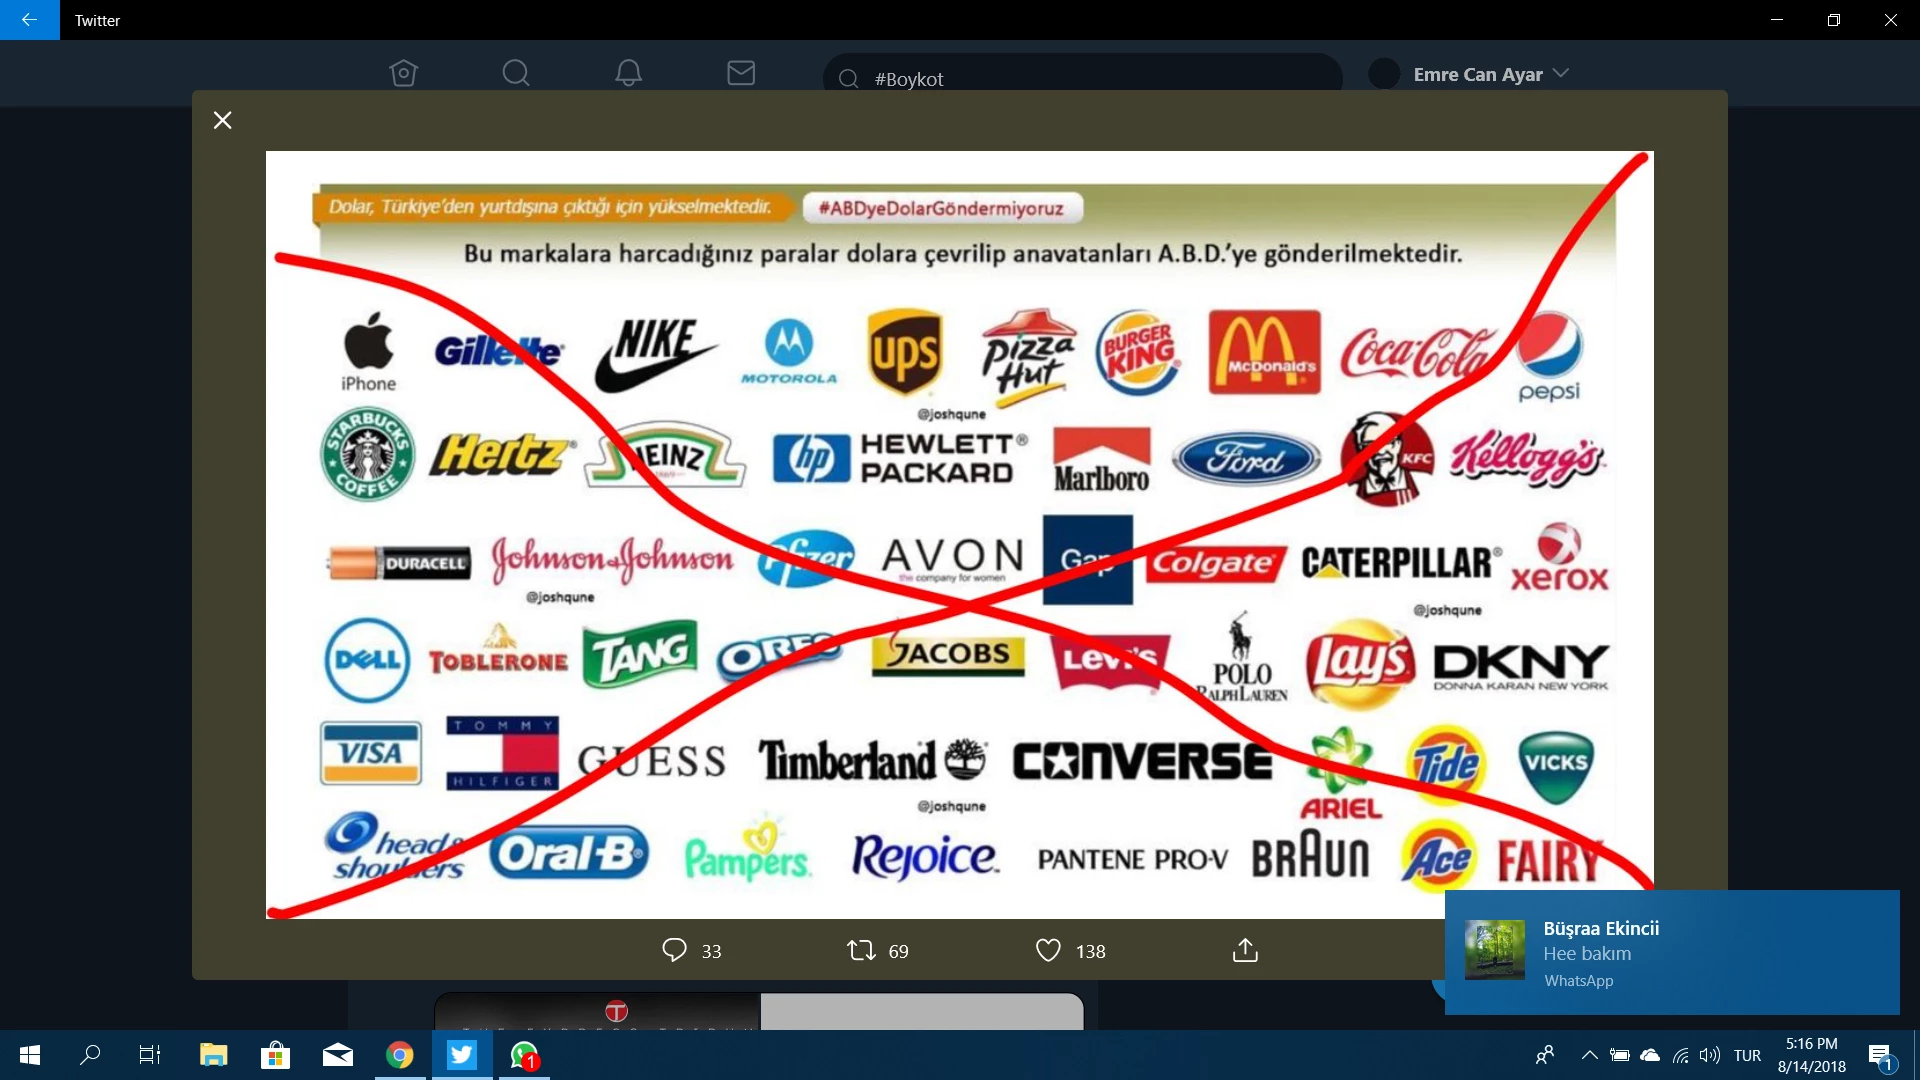 Twitter
#Boykot
Emre Can Ayar
Dolar, Türkiye'den yurtdışına çıktığı için yükselmektedir.
#ABDyeDolarGöndermiyoruz
Bu markalara harcadığınız paralar dolara çevrilip anavatanları A.B.D.'ye gönderilmektedir.
iPhone
Gillette
NIKE
MOTOROLA
ups
Pizza Hut
BURGER KING
McDonald's
Coca-Cola
pepsi
@joshqune
STARBUCKS COFFEE
Hertz
HEINZ
hp HEWLETT® PACKARD
Marlboro
Ford
KFC
Kellogg's
DURACELL
Johnson & Johnson
Pfizer
AVON
the company for women
Gap
Colgate
CATERPILLAR®
xerox
@joshqune
@joshqune
DELL
TOBLERONE
TANG
OREO
JACOBS
Levi's
POLO RALPH LAUREN
Lay's
DKNY
DONNA KARAN NEW YORK
VISA
TOMMY HILFIGER
GUESS
Timberland
CONVERSE
ARIEL
Tide
VICKS
@joshqune
head & shoulders
Oral-B
Pampers
Rejoice
PANTENE PRO-V
BRAUN
Ace
FAIRY
33
69
138
Büşraa Ekincii
Hee bakım
WhatsApp
1
TUR
5:16 PM
8/14/2018
1